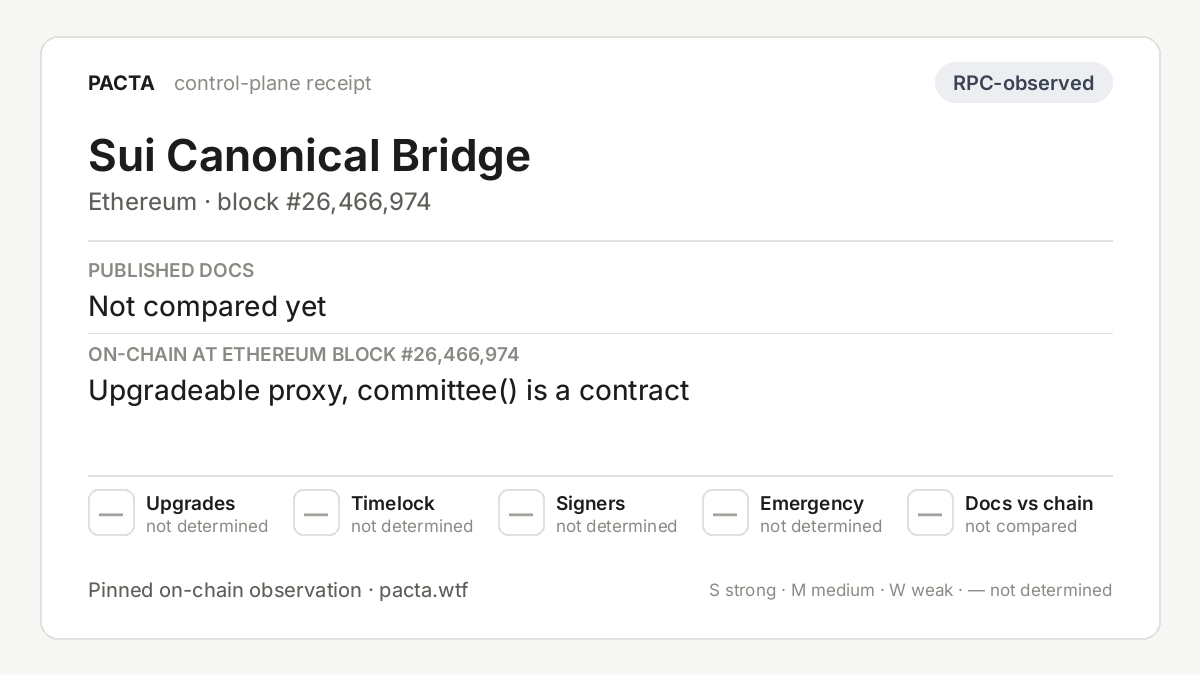 PACTA control-plane receipt
RPC-observed
Sui Canonical Bridge
Ethereum · block #26,466,974
PUBLISHED DOCS
Not compared yet
ON-CHAIN AT ETHEREUM BLOCK #26,466,974
Upgradeable proxy, committee() is a contract
— Upgrades
not determined
— Timelock
not determined
— Signers
not determined
— Emergency
not determined
— Docs vs chain
not compared
Pinned on-chain observation · pacta.wtf
S strong · M medium · W weak · — not determined